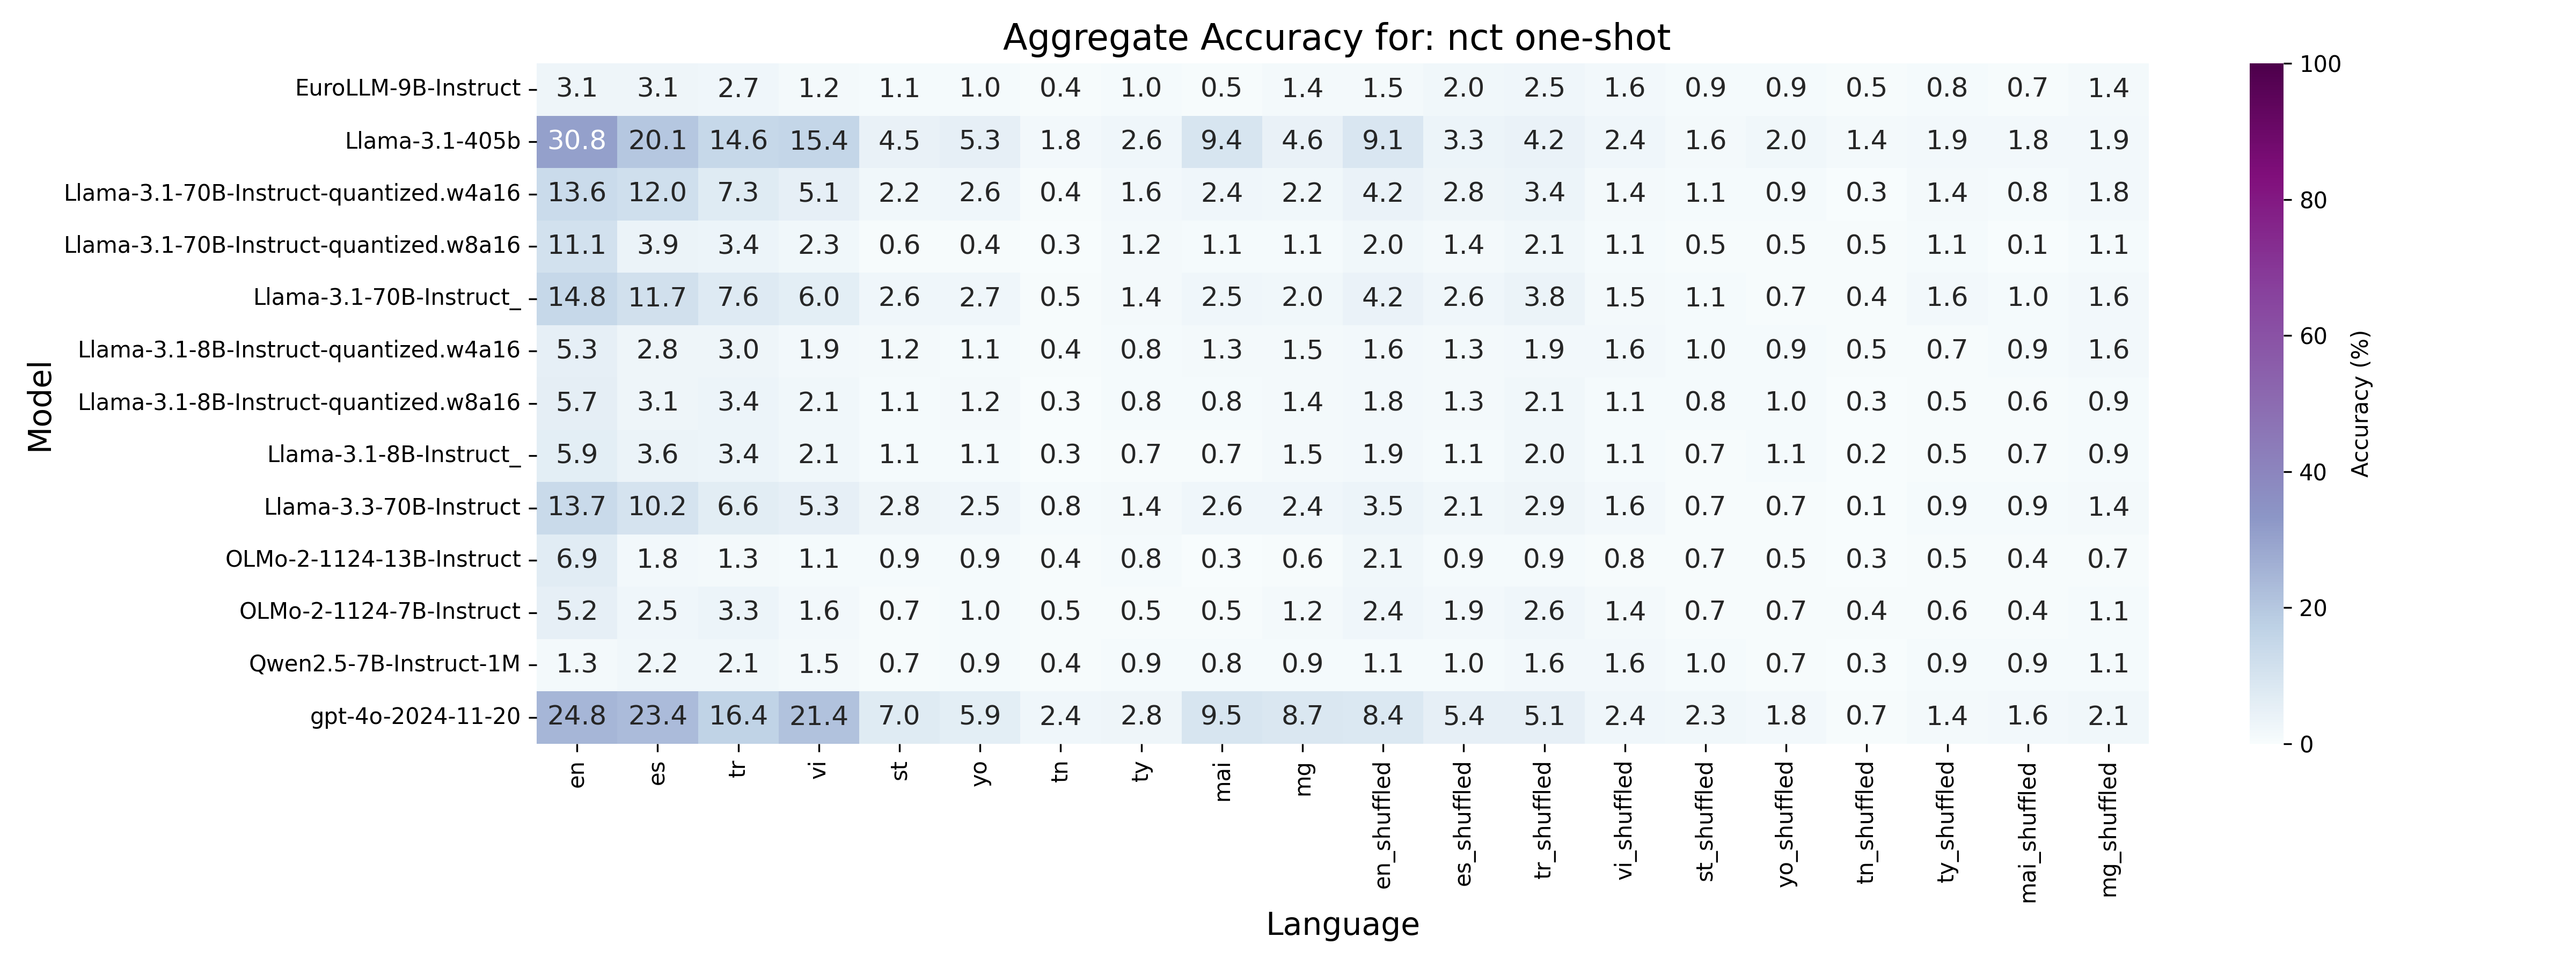 Aggregate Accuracy for: nct one-shot
EuroLLM-9B-Instruct 3.1 3.1 2.7 1.2 1.1 1.0 0.4 1.0 0.5 1.4 1.5 2.0 2.5 1.6 0.9 0.9 0.5 0.8 0.7 1.4
Llama-3.1-405b 30.8 20.1 14.6 15.4 4.5 5.3 1.8 2.6 9.4 4.6 9.1 3.3 4.2 2.4 1.6 2.0 1.4 1.9 1.8 1.9
Llama-3.1-70B-Instruct-quantized.w4a16 13.6 12.0 7.3 5.1 2.2 2.6 0.4 1.6 2.4 2.2 4.2 2.8 3.4 1.4 1.1 0.9 0.3 1.4 0.8 1.8
Llama-3.1-70B-Instruct-quantized.w8a16 11.1 3.9 3.4 2.3 0.6 0.4 0.3 1.2 1.1 1.1 2.0 1.4 2.1 1.1 0.5 0.5 0.5 1.1 0.1 1.1
Llama-3.1-70B-Instruct_ 14.8 11.7 7.6 6.0 2.6 2.7 0.5 1.4 2.5 2.0 4.2 2.6 3.8 1.5 1.1 0.7 0.4 1.6 1.0 1.6
Llama-3.1-8B-Instruct-quantized.w4a16 5.3 2.8 3.0 1.9 1.2 1.1 0.4 0.8 1.3 1.5 1.6 1.3 1.9 1.6 1.0 0.9 0.5 0.7 0.9 1.6
Llama-3.1-8B-Instruct-quantized.w8a16 5.7 3.1 3.4 2.1 1.1 1.2 0.3 0.8 0.8 1.4 1.8 1.3 2.1 1.1 0.8 1.0 0.3 0.5 0.6 0.9
Llama-3.1-8B-Instruct_ 5.9 3.6 3.4 2.1 1.1 1.1 0.3 0.7 0.7 1.5 1.9 1.1 2.0 1.1 0.7 1.1 0.2 0.5 0.7 0.9
Llama-3.3-70B-Instruct 13.7 10.2 6.6 5.3 2.8 2.5 0.8 1.4 2.6 2.4 3.5 2.1 2.9 1.6 0.7 0.7 0.1 0.9 0.9 1.4
OLMo-2-1124-13B-Instruct 6.9 1.8 1.3 1.1 0.9 0.9 0.4 0.8 0.3 0.6 2.1 0.9 0.9 0.8 0.7 0.5 0.3 0.5 0.4 0.7
OLMo-2-1124-7B-Instruct 5.2 2.5 3.3 1.6 0.7 1.0 0.5 0.5 0.5 1.2 2.4 1.9 2.6 1.4 0.7 0.7 0.4 0.6 0.4 1.1
Qwen2.5-7B-Instruct-1M 1.3 2.2 2.1 1.5 0.7 0.9 0.4 0.9 0.8 0.9 1.1 1.0 1.6 1.6 1.0 0.7 0.3 0.9 0.9 1.1
gpt-4o-2024-11-20 24.8 23.4 16.4 21.4 7.0 5.9 2.4 2.8 9.5 8.7 8.4 5.4 5.1 2.4 2.3 1.8 0.7 1.4 1.6 2.1
en es tr vi st yo tn ty mai mg en_shuffled es_shuffled tr_shuffled vi_shuffled st_shuffled yo_shuffled tn_shuffled ty_shuffled mai_shuffled mg_shuffled
Language
Model
100
80
60
40
20
0
Accuracy (%)